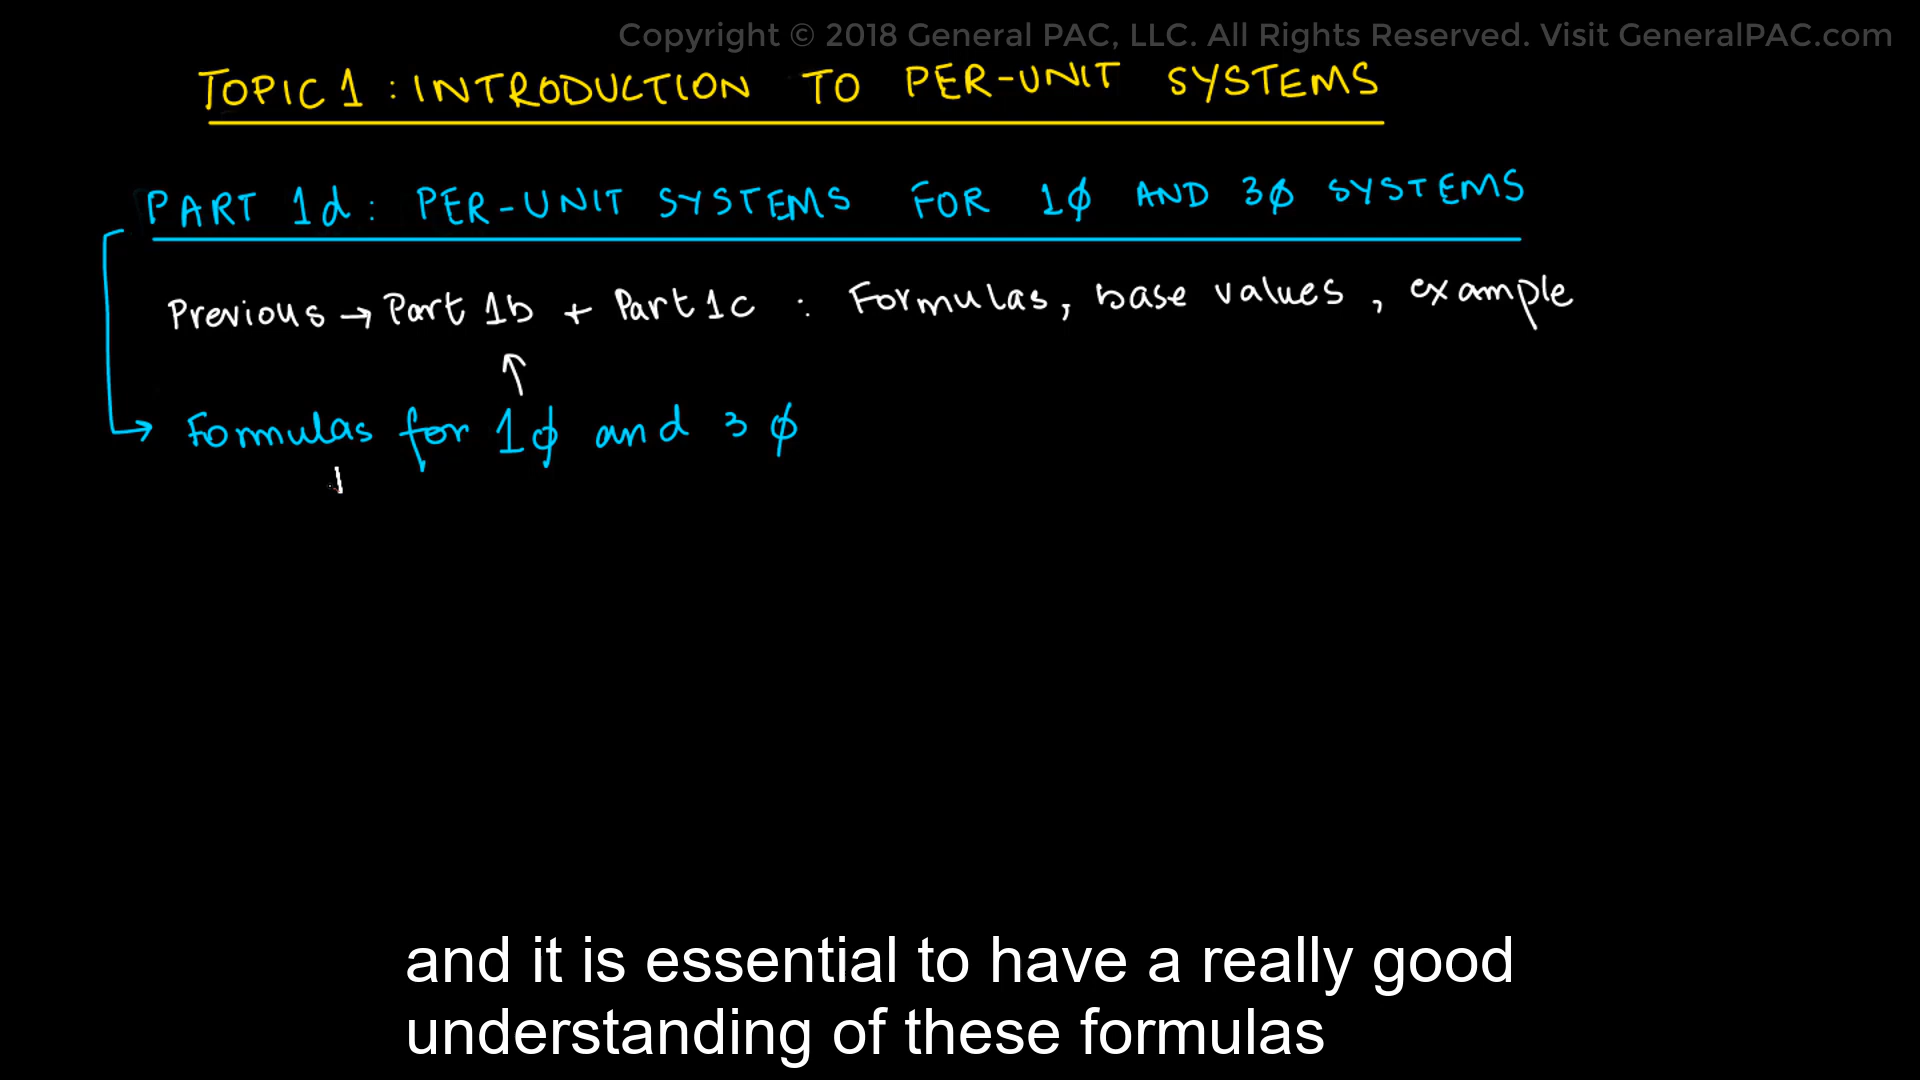 Copyright © 2018 General PAC, LLC. All Rights Reserved. Visit GeneralPAC.com
TOPIC 1 : INTRODUCTION TO PER-UNIT SYSTEMS
PART 1d : PER-UNIT SYSTEMS FOR 1ϕ AND 3ϕ SYSTEMS
Previous → Part 1b + Part 1c : Formulas, base values, example
Formulas for 1ϕ and 3ϕ
and it is essential to have a really good
understanding of these formulas